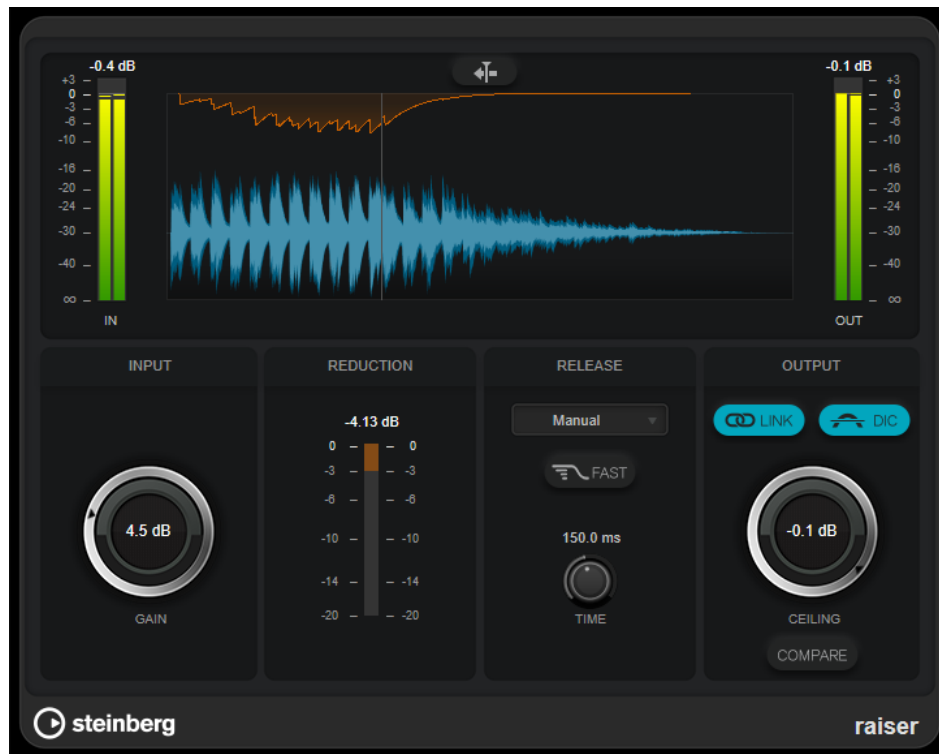 -0.4 dB -0.1 dB
+3 +3
0 0
-3 -3
-6 -6
-10 -10
-16 -16
-20 -20
-24 -24
-30 -30
-40 -40
∞ ∞
IN OUT
INPUT REDUCTION RELEASE OUTPUT
-4.13 dB Manual LINK DIC
0 0
-3 -3 FAST
-6 -6
4.5 dB -10 -10 150.0 ms -0.1 dB
-14 -14
-20 -20
GAIN TIME CEILING
COMPARE
steinberg raiser